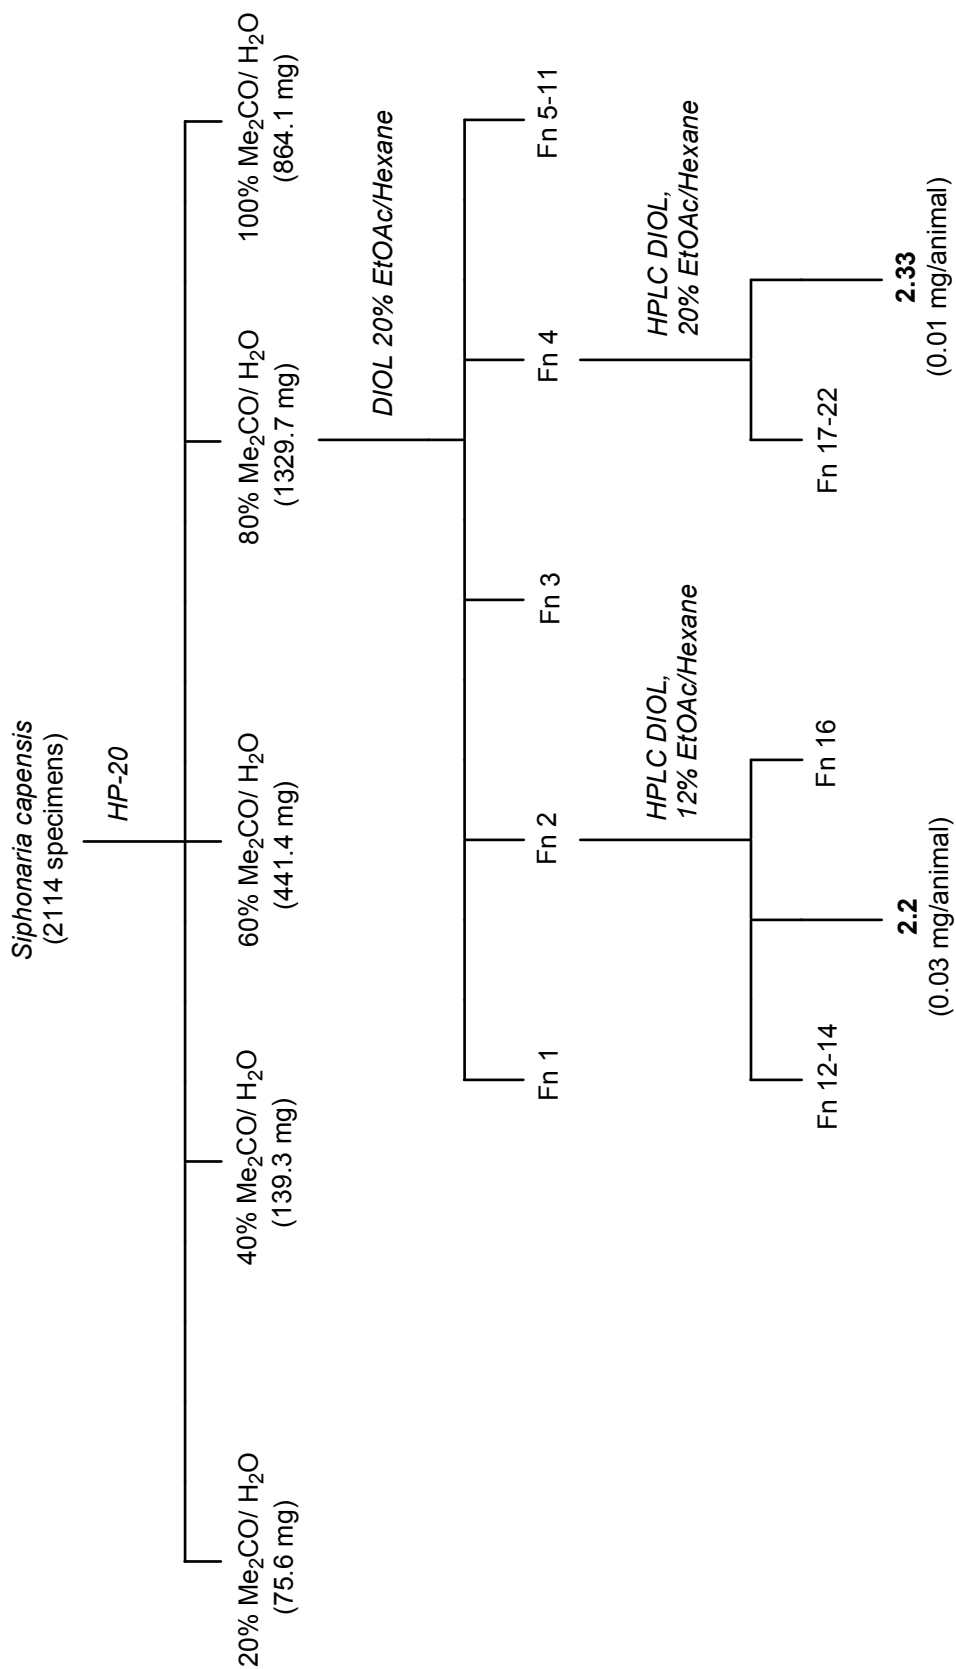 Siphonaria capensis
(2114 specimens)
HP-20
20% Me₂CO/ H₂O
(75.6 mg)
40% Me₂CO/ H₂O
(139.3 mg)
60% Me₂CO/ H₂O
(441.4 mg)
80% Me₂CO/ H₂O
(1329.7 mg)
100% Me₂CO/ H₂O
(864.1 mg)
DIOL 20% EtOAc/Hexane
Fn 1
Fn 2
Fn 3
Fn 4
Fn 5-11
HPLC DIOL,
12% EtOAc/Hexane
HPLC DIOL,
20% EtOAc/Hexane
Fn 12-14
2.2
(0.03 mg/animal)
Fn 16
Fn 17-22
2.33
(0.01 mg/animal)